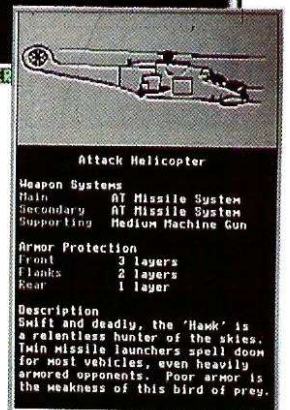 ER
Attack Helicopter
Weapon Systems
Main AT Missile System
Secondary AT Missile System
Supporting Medium Machine Gun
Armor Protection
Front 3 layers
Flanks 2 layers
Rear 1 layer
Description
Swift and deadly, the 'Hawk' is
a relentless hunter of the skies.
Twin missile launchers spell doom
for most vehicles, even heavily
armored opponents. Poor armor is
the weakness of this bird of prey.